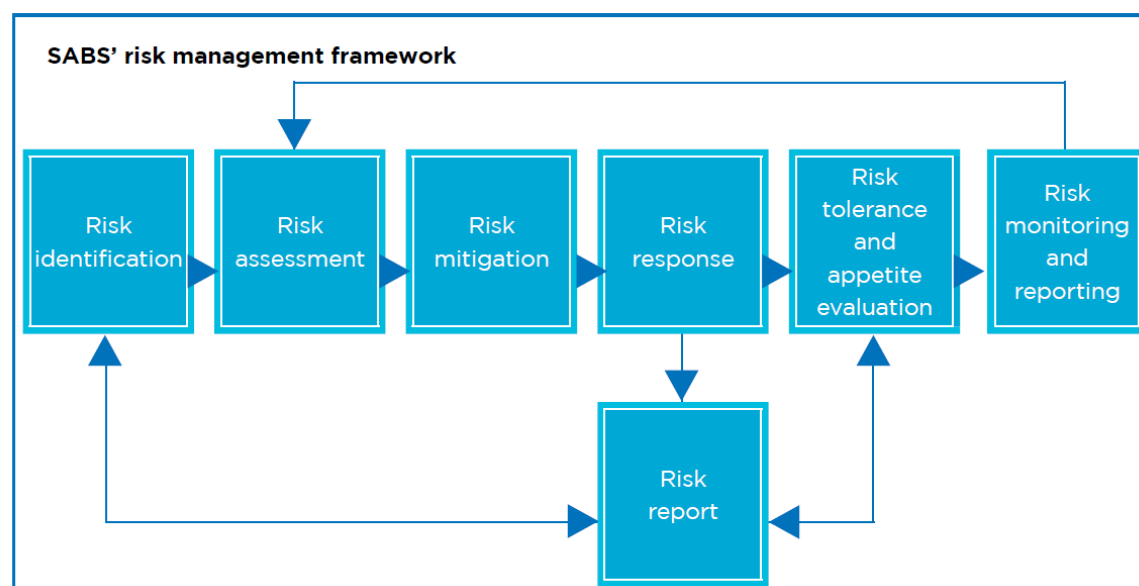 SABS’ risk management framework
Risk
identification
Risk
assessment
Risk
mitigation
Risk
response
Risk
tolerance
and
appetite
evaluation
Risk
monitoring
and
reporting
Risk
report